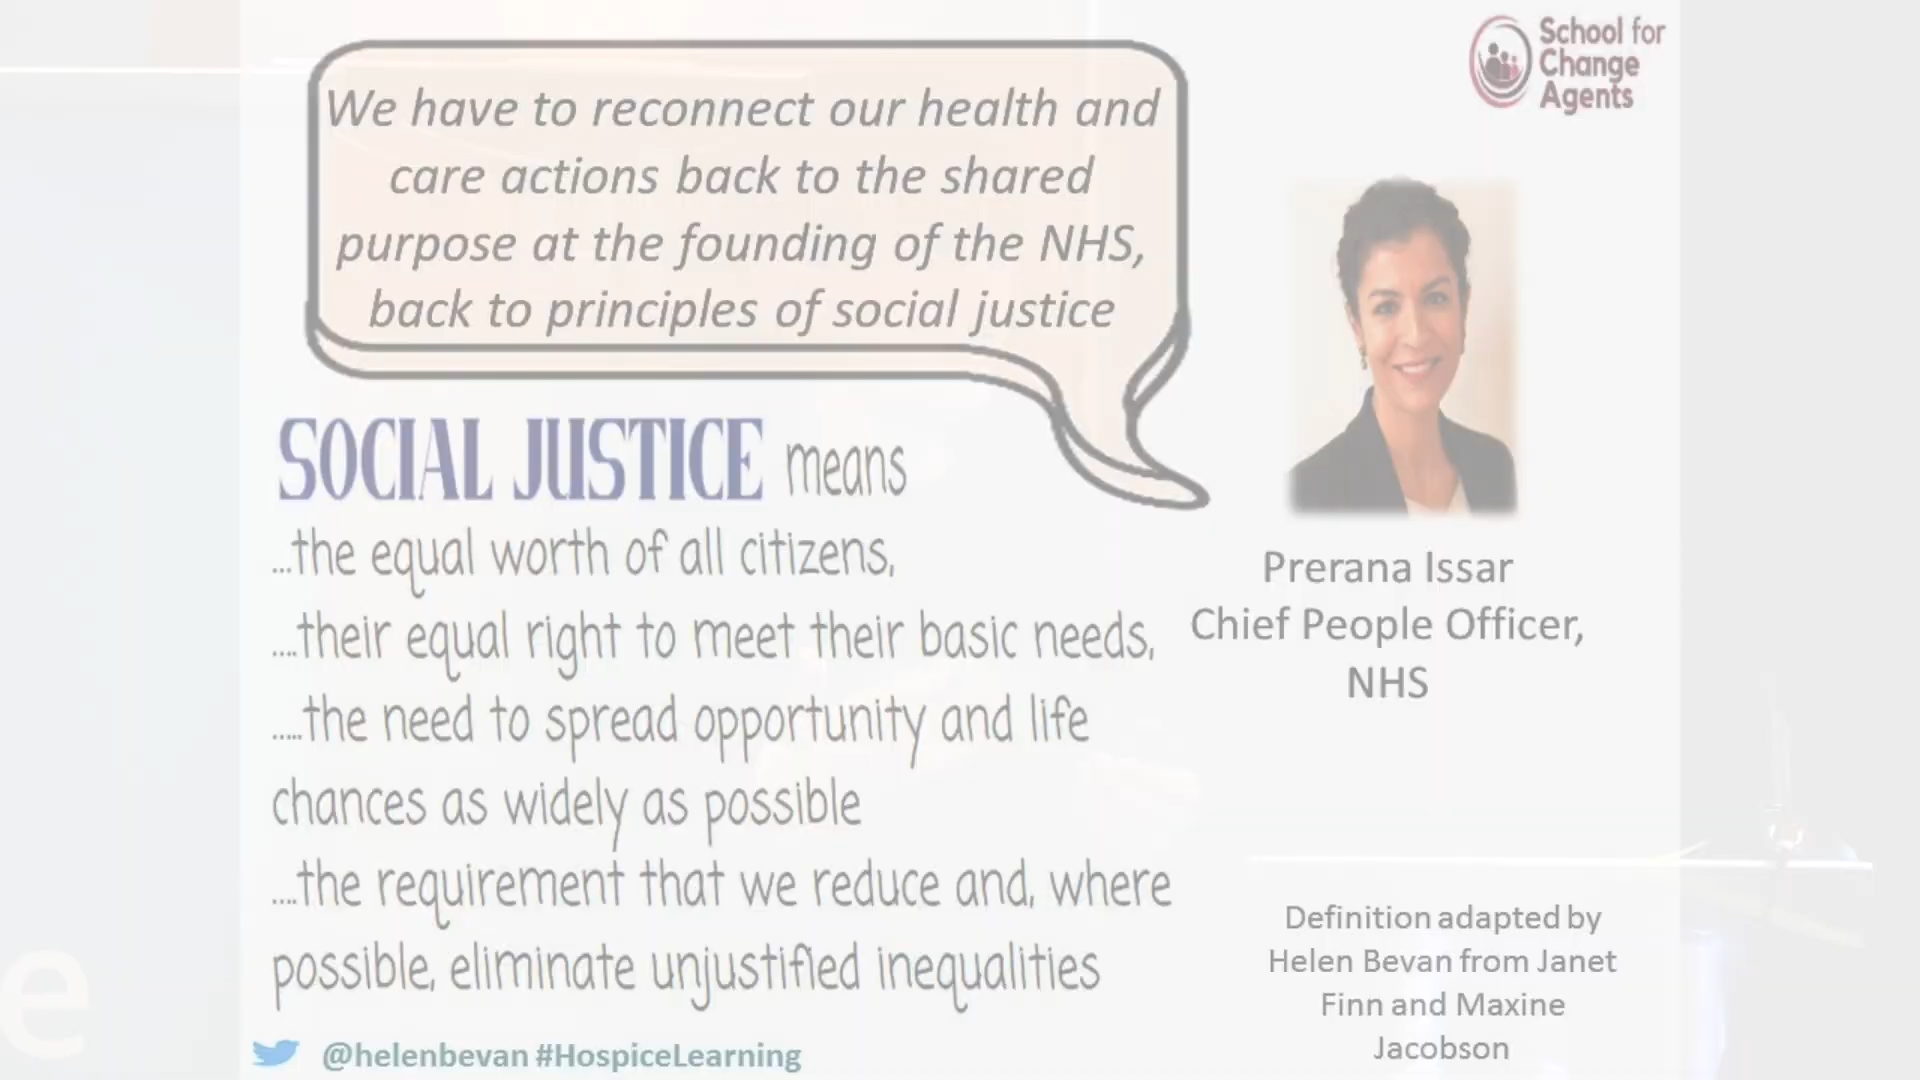 School for
Change
Agents
We have to reconnect our health and
care actions back to the shared
purpose at the founding of the NHS,
back to principles of social justice
SOCIAL JUSTICE means
...the equal worth of all citizens,
....their equal right to meet their basic needs,
.....the need to spread opportunity and life
chances as widely as possible
....the requirement that we reduce and, where
possible, eliminate unjustified inequalities
Prerana Issar
Chief People Officer,
NHS
Definition adapted by
Helen Bevan from Janet
Finn and Maxine
Jacobson
@helenbevan #HospiceLearning
e